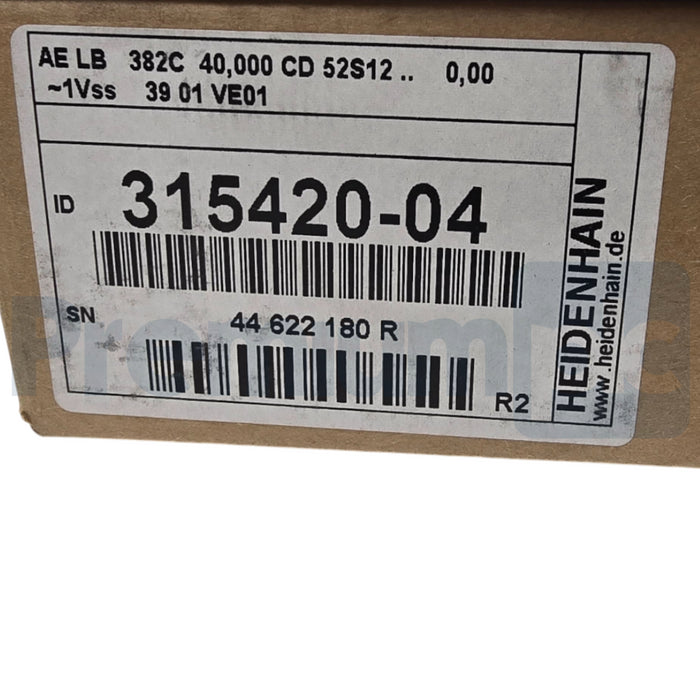 AE LB 382C 40,000 CD 52S12 .. 0,00
~1Vss 39 01 VE01
ID 315420-04
SN 44 622 180 R
R2
HEIDENHAIN
www.heidenhain.de